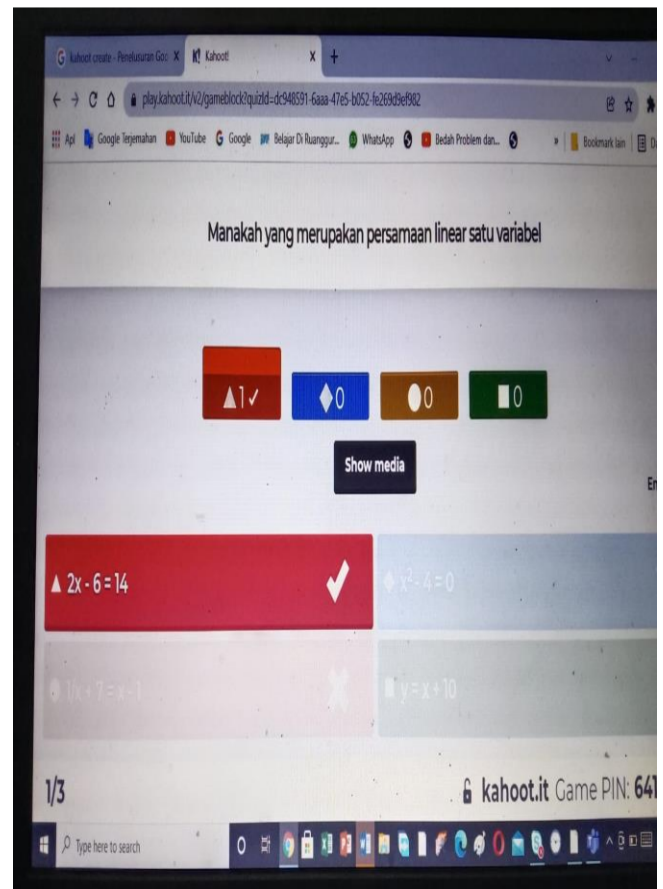 kahoot create - Penelusuran Goo X K! Kahoot! X +
play.kahoot.it/v2/gameblock?quizId=dc948591-6aaa-47e5-b052-fe269d9ef982
Apl Google Terjemahan YouTube Google Belajar Di Ruanggur... WhatsApp Bedah Problem dan... » Bookmark lain
Manakah yang merupakan persamaan linear satu variabel
1 ✓ 0 0 0
Show media
2x - 6 = 14
x² - 4 = 0
1/x + 7 = x - 1
y = x + 10
1/3
kahoot.it Game PIN: 641
Type here to search